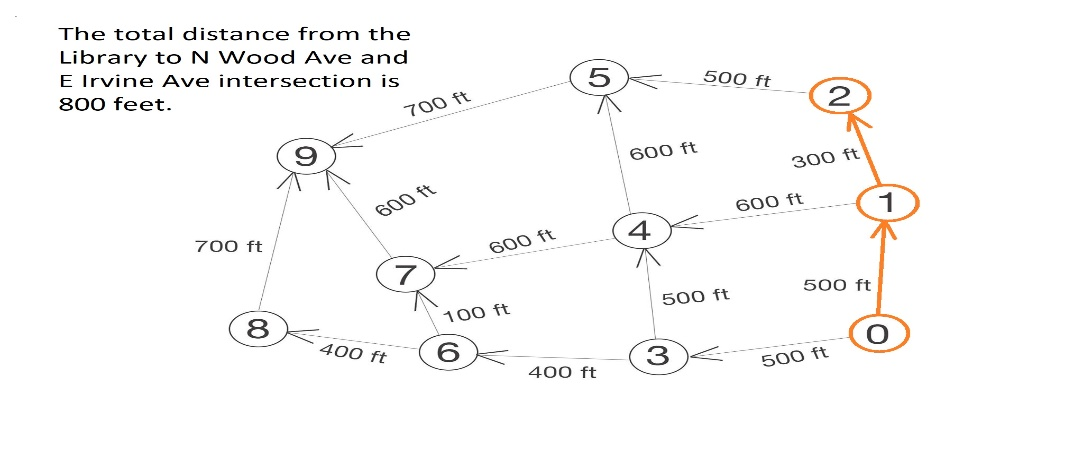 The total distance from the
Library to N Wood Ave and
E Irvine Ave intersection is
800 feet.
5
500 ft
2
700 ft
9
600 ft
300 ft
600 ft
600 ft
1
4
700 ft
600 ft
7
500 ft
500 ft
100 ft
8
0
400 ft
6
3
500 ft
400 ft